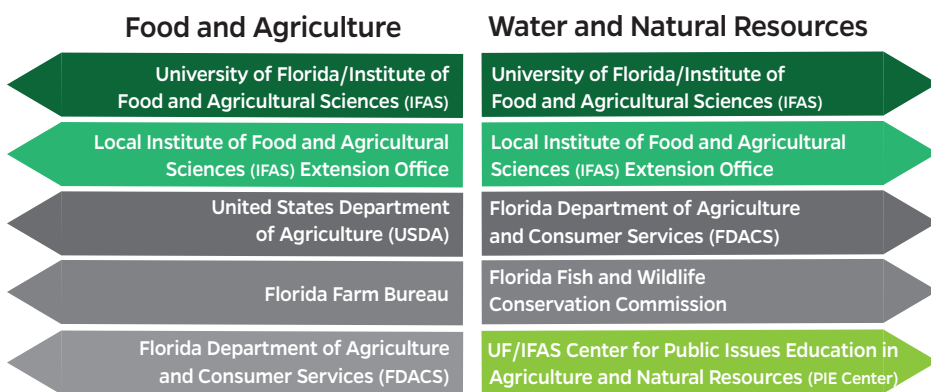 Food and Agriculture
University of Florida/Institute of
Food and Agricultural Sciences (IFAS)
Local Institute of Food and Agricultural
Sciences (IFAS) Extension Office
United States Department
of Agriculture (USDA)
Florida Farm Bureau
Florida Department of Agriculture
and Consumer Services (FDACS)
Water and Natural Resources
University of Florida/Institute of
Food and Agricultural Sciences (IFAS)
Local Institute of Food and Agricultural
Sciences (IFAS) Extension Office
Florida Department of Agriculture
and Consumer Services (FDACS)
Florida Fish and Wildlife
Conservation Commission
UF/IFAS Center for Public Issues Education in
Agriculture and Natural Resources (PIE Center)